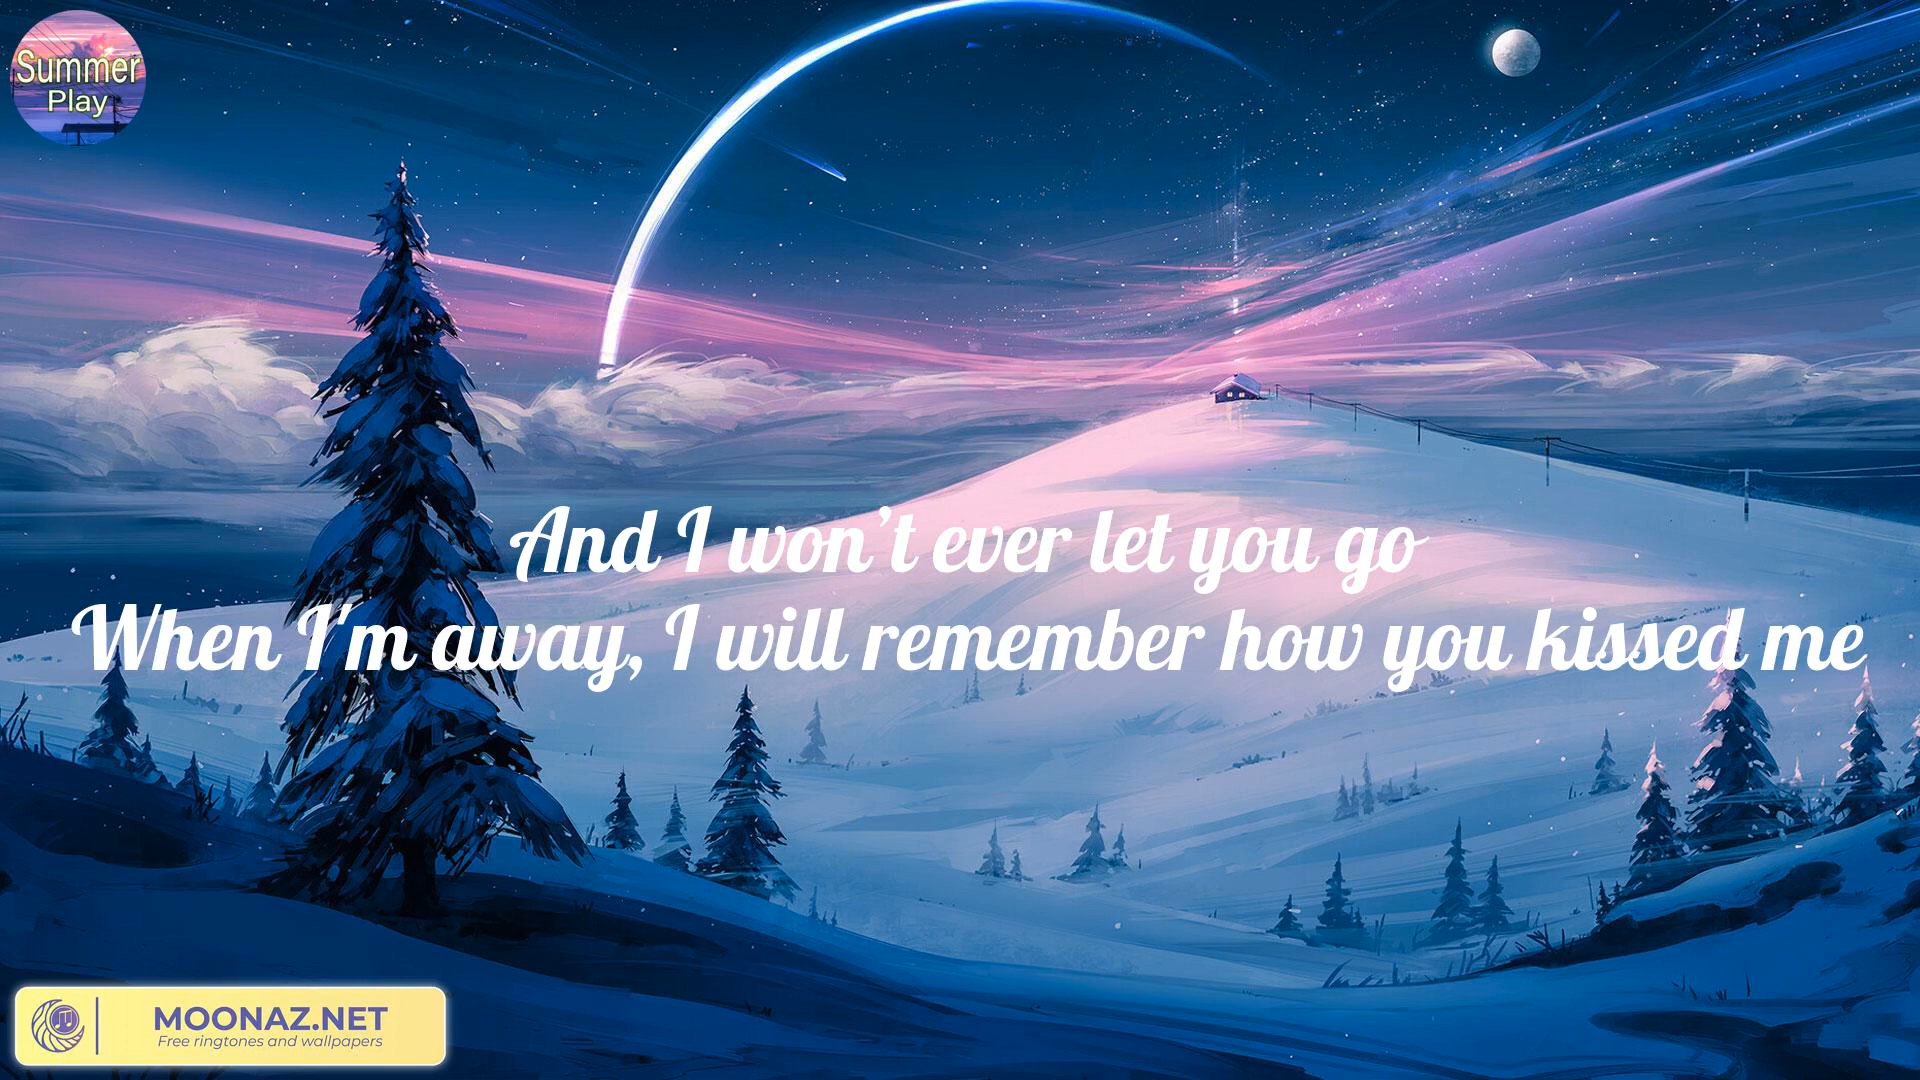 Summer
Play
And I won’t ever let you go
When I'm away, I will remember how you kissed me
MOONAZ.NET
Free ringtones and wallpapers